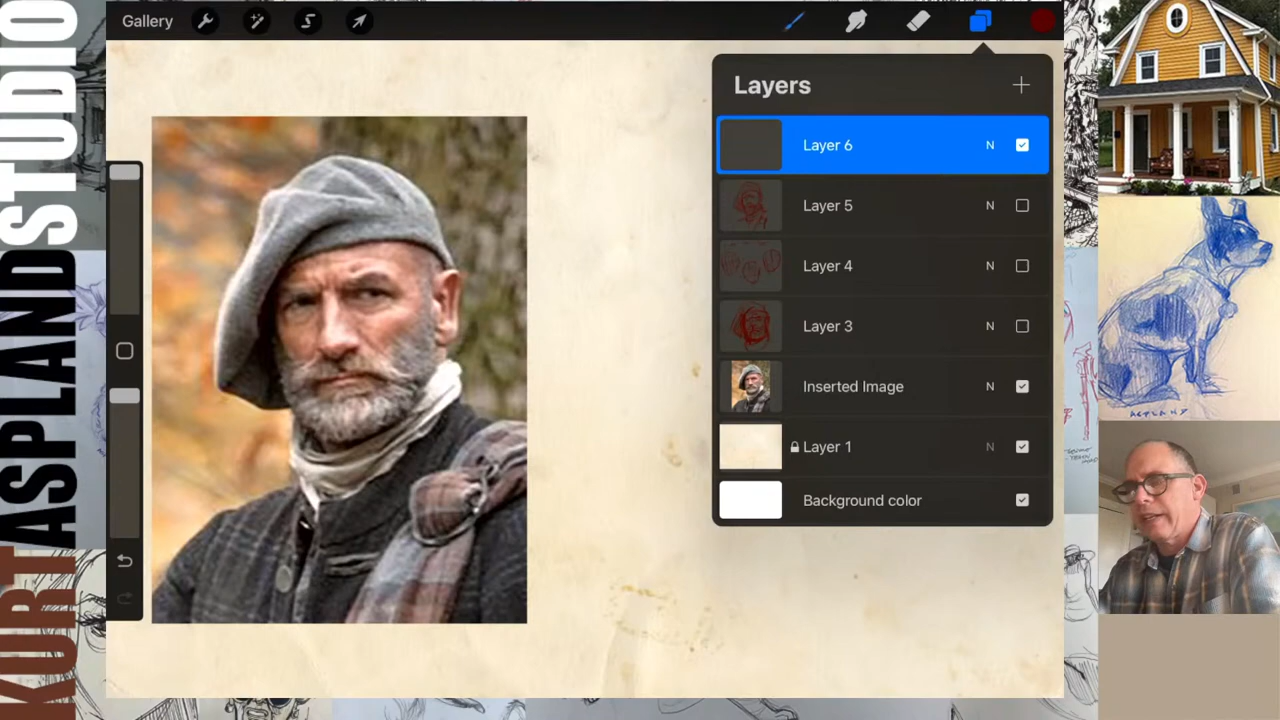 KURT ASPLAND STUDIO
Gallery
Layers
Layer 6 N
Layer 5 N
Layer 4 N
Layer 3 N
Inserted Image N
Layer 1 N
Background color
ASPLAND